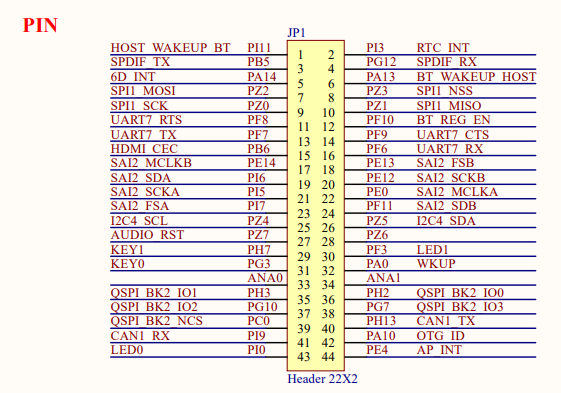 PIN
JP1
HOST_WAKEUP_BT PI11 1 2 PI3 RTC_INT
SPDIF_TX PB5 3 4 PG12 SPDIF_RX
6D_INT PA14 5 6 PA13 BT_WAKEUP_HOST
SPI1_MOSI PZ2 7 8 PZ3 SPI1_NSS
SPI1_SCK PZ0 9 10 PZ1 SPI1_MISO
UART7_RTS PF8 11 12 PF10 BT_REG_EN
UART7_TX PF7 13 14 PF9 UART7_CTS
HDMI_CEC PB6 15 16 PF6 UART7_RX
SAI2_MCLKB PE14 17 18 PE13 SAI2_FSB
SAI2_SDA PI6 19 20 PE12 SAI2_SCKB
SAI2_SCKA PI5 21 22 PE0 SAI2_MCLKA
SAI2_FSA PI7 23 24 PF11 SAI2_SDB
I2C4_SCL PZ4 25 26 PZ5 I2C4_SDA
AUDIO_RST PZ7 27 28 PZ6
KEY1 PH7 29 30 PF3 LED1
KEY0 PG3 31 32 PA0 WKUP
ANA0 33 34 ANA1
QSPI_BK2_IO1 PH3 35 36 PH2 QSPI_BK2_IO0
QSPI_BK2_IO2 PG10 37 38 PG7 QSPI_BK2_IO3
QSPI_BK2_NCS PC0 39 40 PH13 CAN1_TX
CAN1_RX PI9 41 42 PA10 OTG_ID
LED0 PI0 43 44 PE4 AP_INT
Header 22X2